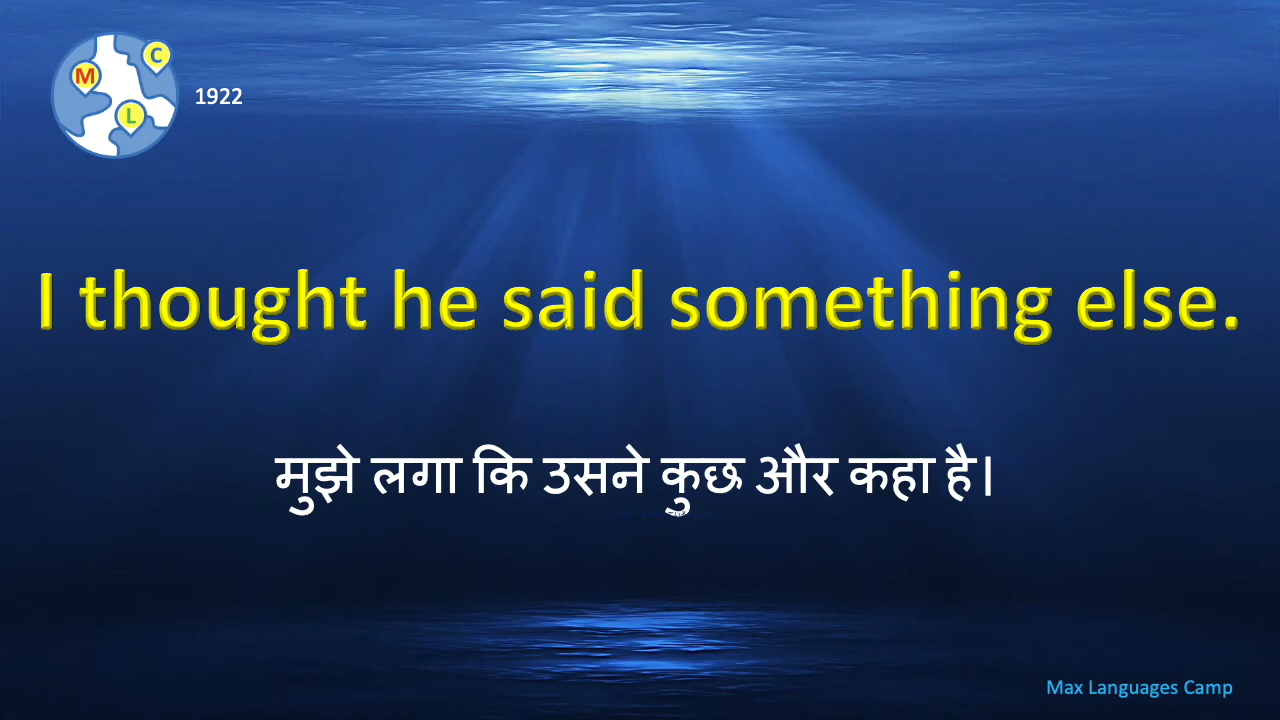 C
M
L
1922
I thought he said something else.
मुझे लगा कि उसने कुछ और कहा है।
Max Languages Camp